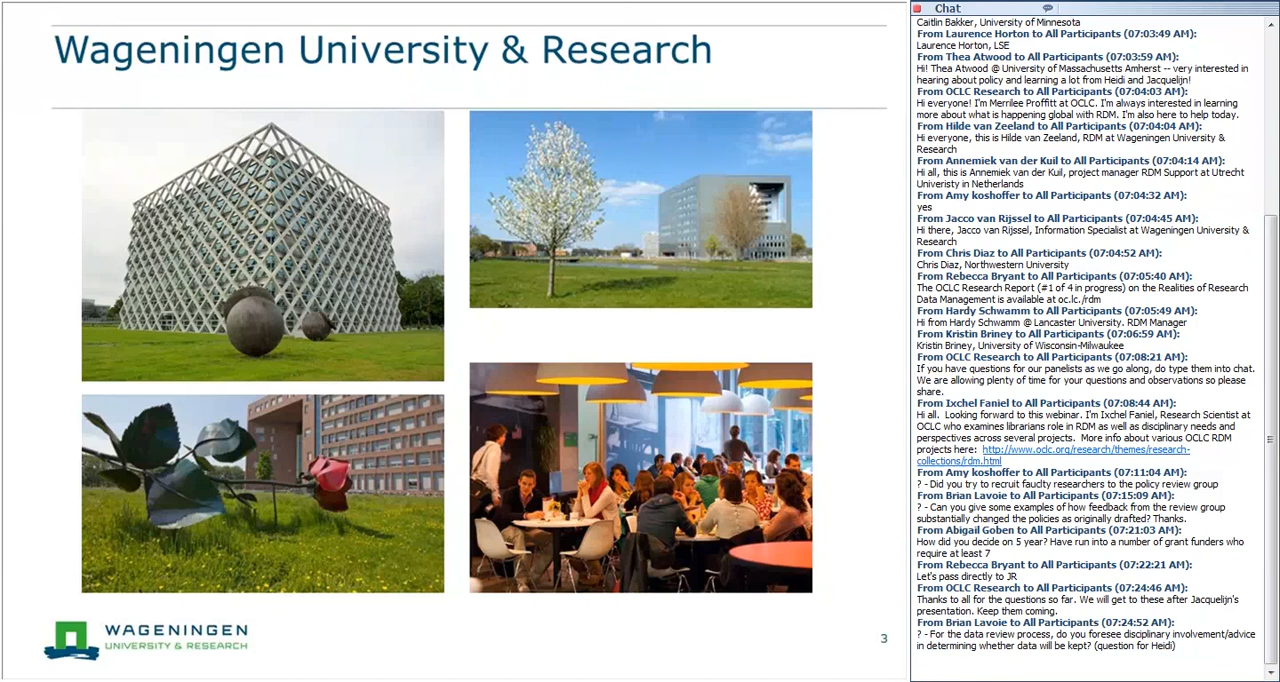 Wageningen University & Research
WAGENINGEN
UNIVERSITY & RESEARCH
3
Chat
Caitlin Bakker, University of Minnesota
From Laurence Horton to All Participants (07:03:49 AM):
Laurence Horton, LSE
From Thea Atwood to All Participants (07:03:59 AM):
Hi! Thea Atwood @ University of Massachusetts Amherst -- very interested in
hearing about policy and learning a lot from Heidi and Jacquelijn!
From OCLC Research to All Participants (07:04:03 AM):
Hi everyone! I'm Merrilee Proffitt at OCLC. I'm always interested in learning
more about what is happening global with RDM. I'm also here to help today.
From Hilde van Zeeland to All Participants (07:04:04 AM):
Hi everyone, this is Hilde van Zeeland, RDM at Wageningen University &
Research
From Annemiek van der Kuil to All Participants (07:04:14 AM):
Hi all, this is Annemiek van der Kuil, project manager RDM Support at Utrecht
Univeristy in Netherlands
From Amy koshoffer to All Participants (07:04:32 AM):
yes
From Jacco van Rijssel to All Participants (07:04:45 AM):
Hi there, Jacco van Rijssel, Information Specialist at Wageningen University &
Research
From Chris Diaz to All Participants (07:04:52 AM):
Chris Diaz, Northwestern University
From Rebecca Bryant to All Participants (07:05:40 AM):
The OCLC Research Report (#1 of 4 in progress) on the Realities of Research
Data Management is available at oc.lc./rdm
From Hardy Schwamm to All Participants (07:05:49 AM):
Hi from Hardy Schwamm @ Lancaster University. RDM Manager
From Kristin Briney to All Participants (07:06:59 AM):
Kristin Briney, University of Wisconsin-Milwaukee
From OCLC Research to All Participants (07:08:21 AM):
If you have questions for our panelists as we go along, do type them into chat.
We are allowing plenty of time for your questions and observations so please
share.
From Ixchel Faniel to All Participants (07:08:44 AM):
Hi all. Looking forward to this webinar. I'm Ixchel Faniel, Research Scientist at
OCLC who examines librarians role in RDM as well as disciplinary needs and
perspectives across several projects. More info about various OCLC RDM
projects here: http://www.oclc.org/research/themes/research-
collections/rdm.html
From Amy koshoffer to All Participants (07:11:04 AM):
? - Did you try to recruit fauclty researchers to the policy review group
From Brian Lavoie to All Participants (07:15:09 AM):
? - Can you give some examples of how feedback from the review group
substantially changed the policies as originally drafted? Thanks.
From Abigail Goben to All Participants (07:21:03 AM):
How did you decide on 5 year? Have run into a number of grant funders who
require at least 7
From Rebecca Bryant to All Participants (07:22:21 AM):
Let's pass directly to JR
From OCLC Research to All Participants (07:24:46 AM):
Thanks to all for the questions so far. We will get to these after Jacquelijn's
presentation. Keep them coming.
From Brian Lavoie to All Participants (07:24:52 AM):
? - For the data review process, do you foresee disciplinary involvement/advice
in determining whether data will be kept? (question for Heidi)